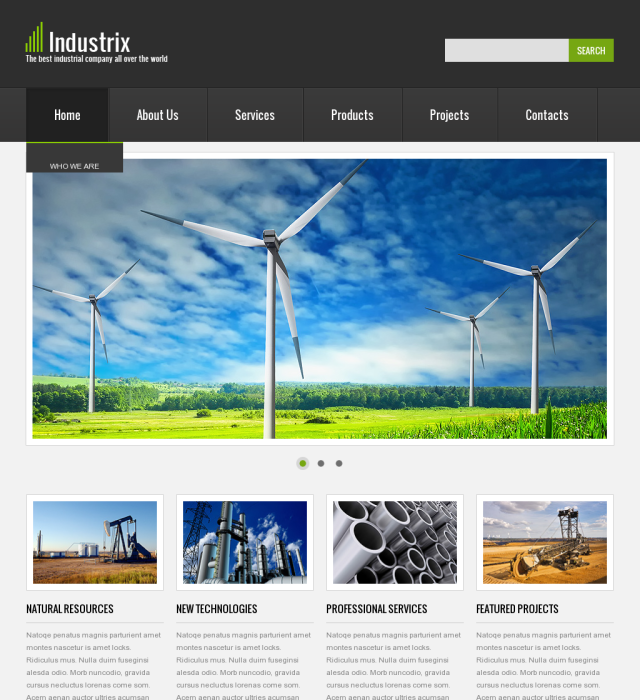 Industrix
The best industrial company all over the world
SEARCH
Home
About Us
Services
Products
Projects
Contacts
WHO WE ARE
NATURAL RESOURCES
Natoqe penatus magnis parturient amet
montes nascetur is amet locks.
Ridiculus mus. Nulla duim fuseginsi
alesda odio. Morb nuncodio, gravida
cursus neductus lorenas come som.
Acem aenan auctor ultries acumsan
NEW TECHNOLOGIES
Natoqe penatus magnis parturient amet
montes nascetur is amet locks.
Ridiculus mus. Nulla duim fuseginsi
alesda odio. Morb nuncodio, gravida
cursus nedictus lorenas come som.
Acem aenan auctor ultries acumsan
PROFESSIONAL SERVICES
Natoqe penatus magnis parturient amet
montes nascetur is amet locks.
Ridiculus mus. Nulla duim fuseginsi
alesda odio. Morb nuncodio, gravida
cursus neductus lorenas come som.
Acem aenan auctor ultries acumsan
FEATURED PROJECTS
Natoqe penatus magnis parturient amet
montes nascetur is amet locks.
Ridiculus mus. Nulla duim fuseginsi
alesda odio. Morb nuncodio, gravida
cursus neductus lorenas come som.
Acem aenan auctor ultries acumsan